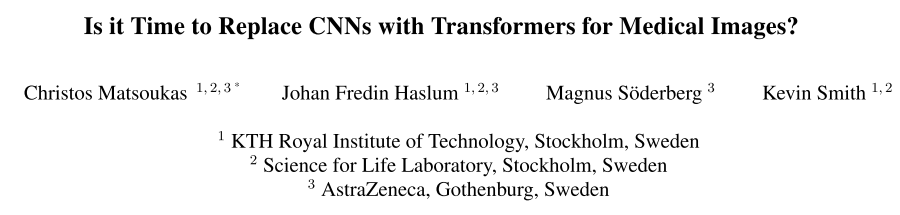 Is it Time to Replace CNNs with Transformers for Medical Images?
Christos Matsoukas 1,2,3* Johan Fredin Haslum 1,2,3 Magnus Söderberg 3 Kevin Smith 1,2
1 KTH Royal Institute of Technology, Stockholm, Sweden
2 Science for Life Laboratory, Stockholm, Sweden
3 AstraZeneca, Gothenburg, Sweden